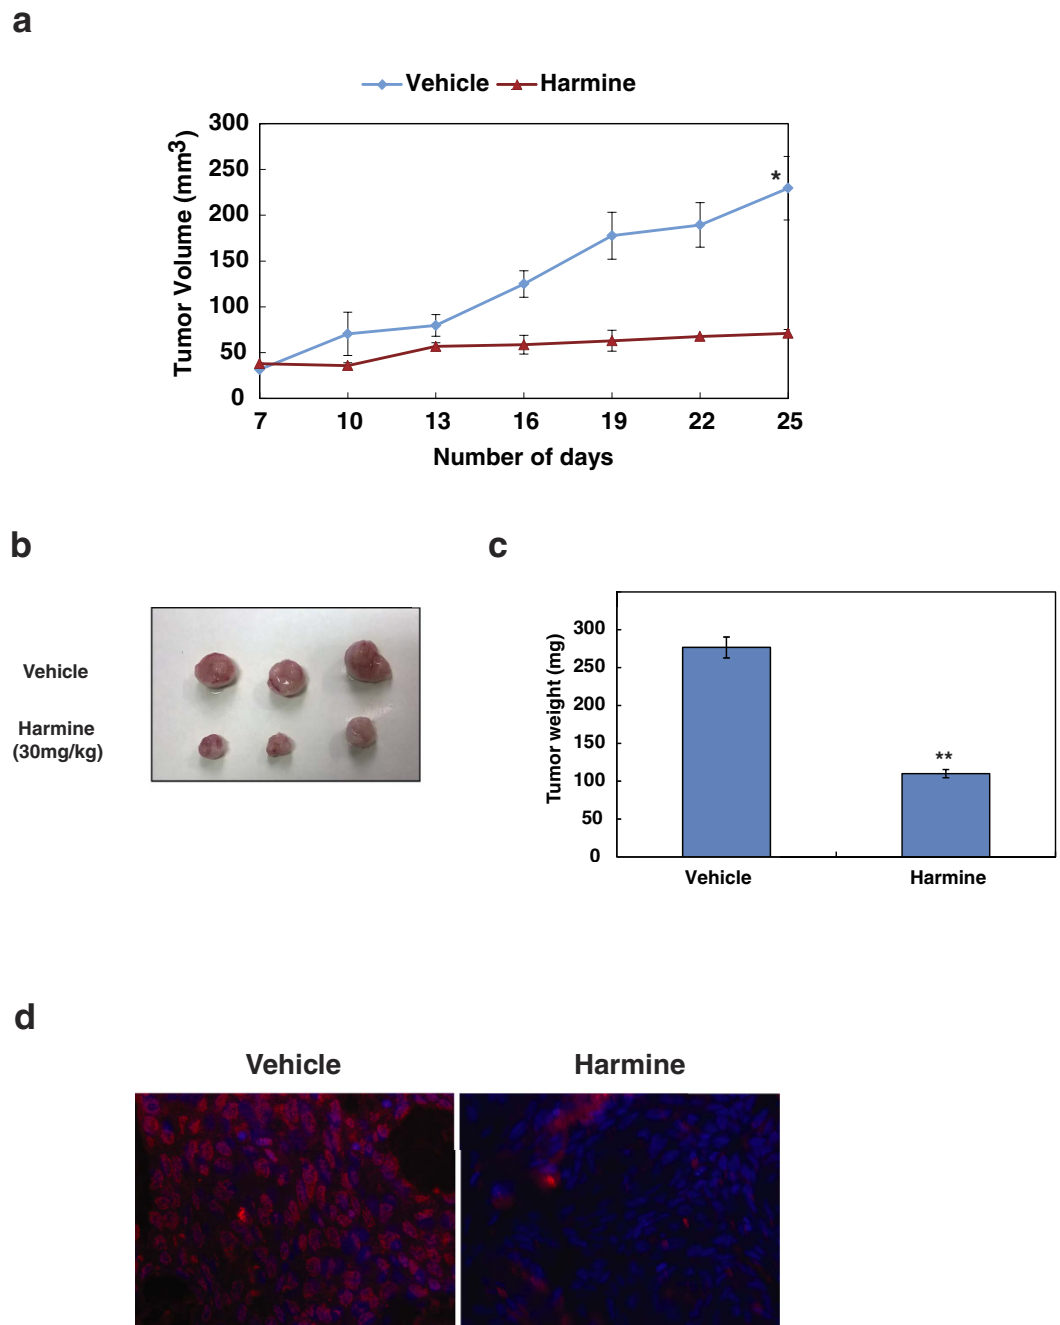 a
Vehicle Harmine
300
250
200
150
100
50
0
Tumor Volume (mm³)
7 10 13 16 19 22 25
*
Number of days
b
Vehicle
Harmine
(30mg/kg)
c
300
250
200
150
100
50
0
Tumor weight (mg)
**
Vehicle Harmine
d
Vehicle Harmine